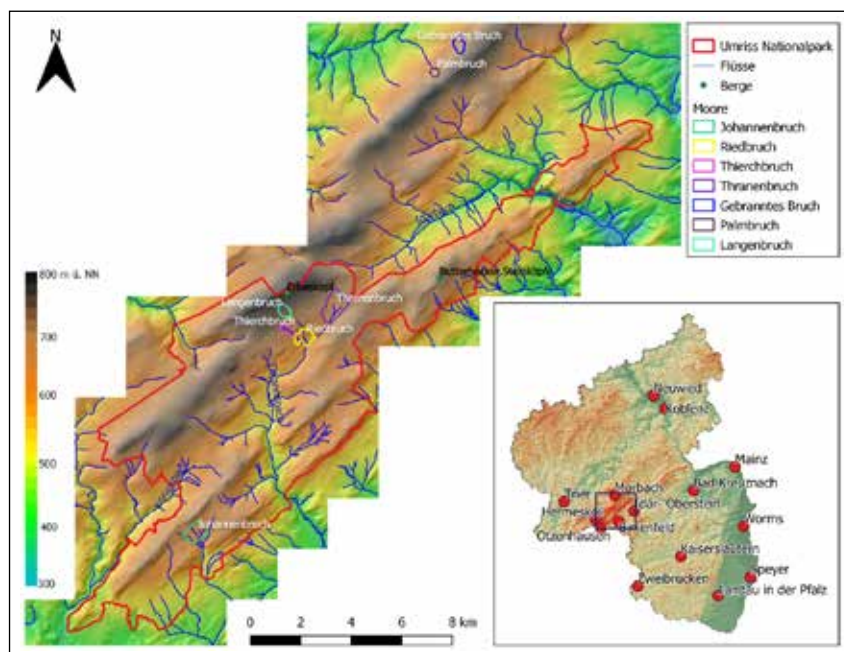 N
Gebranntes Bruch
Palmbruch
Umriss Nationalpark
Flüsse
Berge
Moore
Johannenbruch
Riedbruch
Thierchbruch
Thranenbruch
Gebranntes Bruch
Palmbruch
Langenbruch
800 m ü. NN
700
600
500
300
Langenbruch
Thranenbruch
Thierchbruch
Riedbruch
Johannenbruch
0 2 4 6 8 km
Neuwied
Koblenz
Mainz
Bad Kreuznach
Morbach
Trier
Idar- Oberstein
Hermeskeil
Birkenfeld
Otzenhausen
Worms
Kaiserslautern
Speyer
Zweibrücken
Landau in der Pfalz